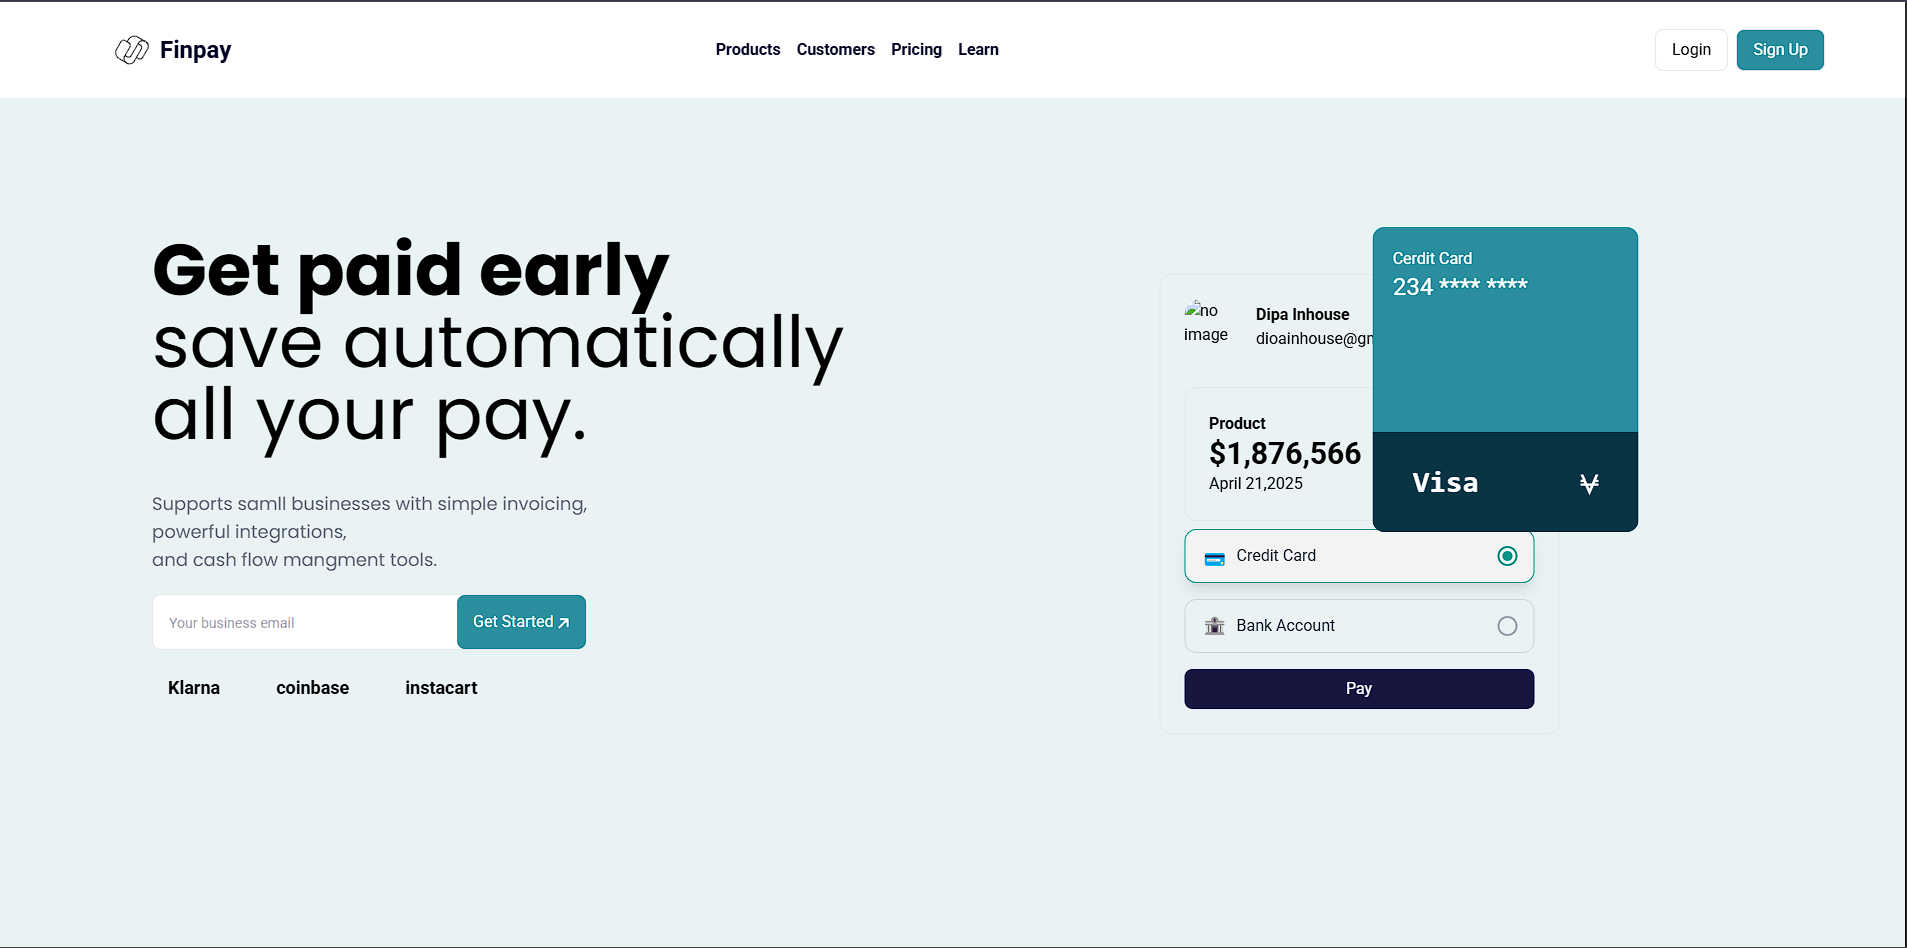 Finpay
Products Customers Pricing Learn
Login
Sign Up
Get paid early
save automatically
all your pay.
Supports samll businesses with simple invoicing,
powerful integrations,
and cash flow mangment tools.
Your business email
Get Started
Klarna coinbase instacart
no
image
Dipa Inhouse
dioainhouse@gm
Product
$1,876,566
April 21,2025
Cerdit Card
234 **** ****
Visa
Credit Card
Bank Account
Pay